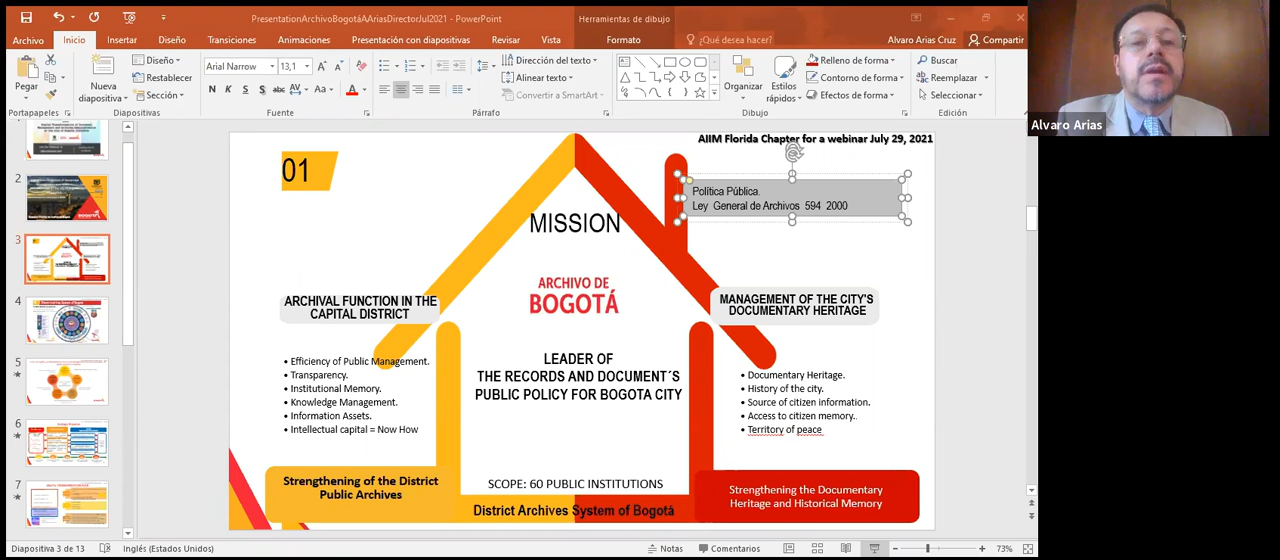 PresentationArchivoBogotáAAriasDirectorJul2021 - PowerPoint
Herramientas de dibujo
Archivo
Inicio
Insertar
Diseño
Transiciones
Animaciones
Presentación con diapositivas
Revisar
Vista
Formato
¿Qué desea hacer?
Alvaro Arias Cruz
Compartir
Pegar
Nueva
diapositiva
Diseño
Restablecer
Sección
Arial Narrow
13,1
N K S S abc AV Aa A
Dirección del texto
Alinear texto
Convertir a SmartArt
Organizar
Estilos
rápidos
Relleno de forma
Contorno de forma
Efectos de forma
Buscar
Reemplazar
Seleccionar
Portapapeles
Diapositivas
Fuente
Párrafo
Dibujo
Edición
Alvaro Arias
2
3
4
5
6
7
AIIM Florida Chapter for a webinar July 29, 2021
01
Política Pública.
Ley General de Archivos 594 2000
MISSION
ARCHIVO DE
BOGOTÁ
ARCHIVAL FUNCTION IN THE
CAPITAL DISTRICT
MANAGEMENT OF THE CITY'S
DOCUMENTARY HERITAGE
LEADER OF
THE RECORDS AND DOCUMENT´S
PUBLIC POLICY FOR BOGOTA CITY
• Efficiency of Public Management.
• Transparency.
• Institutional Memory.
• Knowledge Management.
• Information Assets.
• Intellectual capital = Now How
• Documentary Heritage.
• History of the city.
• Source of citizen information.
• Access to citizen memory..
• Territory of peace
Strengthening of the District
Public Archives
SCOPE: 60 PUBLIC INSTITUTIONS
District Archives System of Bogotá
Strengthening the Documentary
Heritage and Historical Memory
Diapositiva 3 de 13
Inglés (Estados Unidos)
Notas
Comentarios
73%